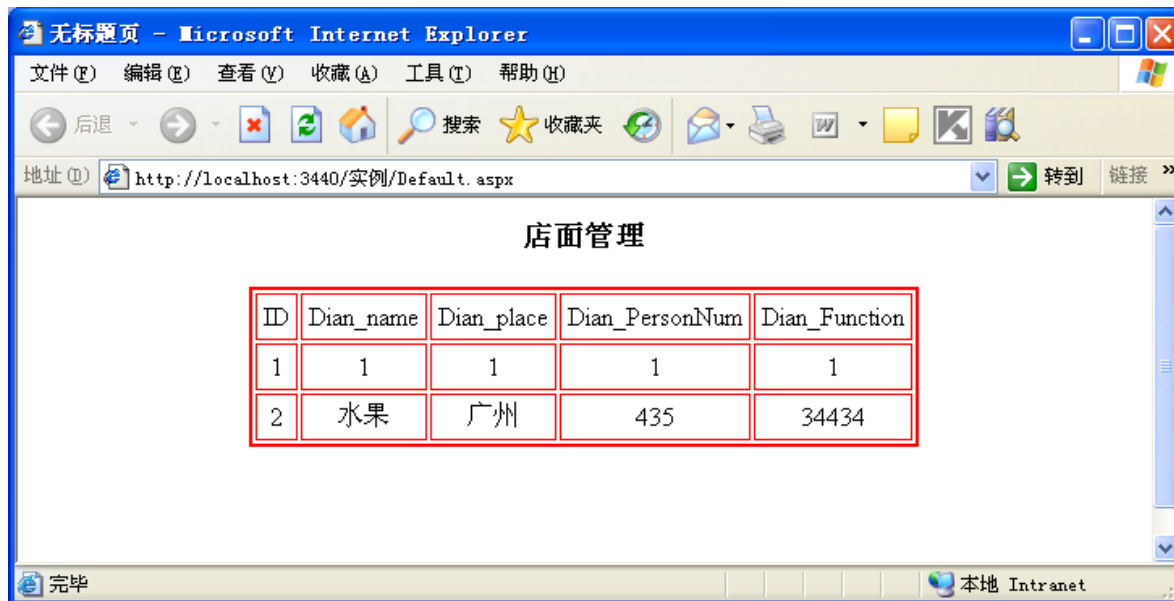 无标题页 - Microsoft Internet Explorer
文件(F) 编辑(E) 查看(V) 收藏(A) 工具(T) 帮助(H)
后退 搜索 收藏夹 W K
地址(D) http://localhost:3440/实例/Default.aspx 转到 链接 »
店面管理
ID Dian_name Dian_place Dian_PersonNum Dian_Function
1 1 1 1 1
2 水果 广州 435 34434
完毕 本地 Intranet